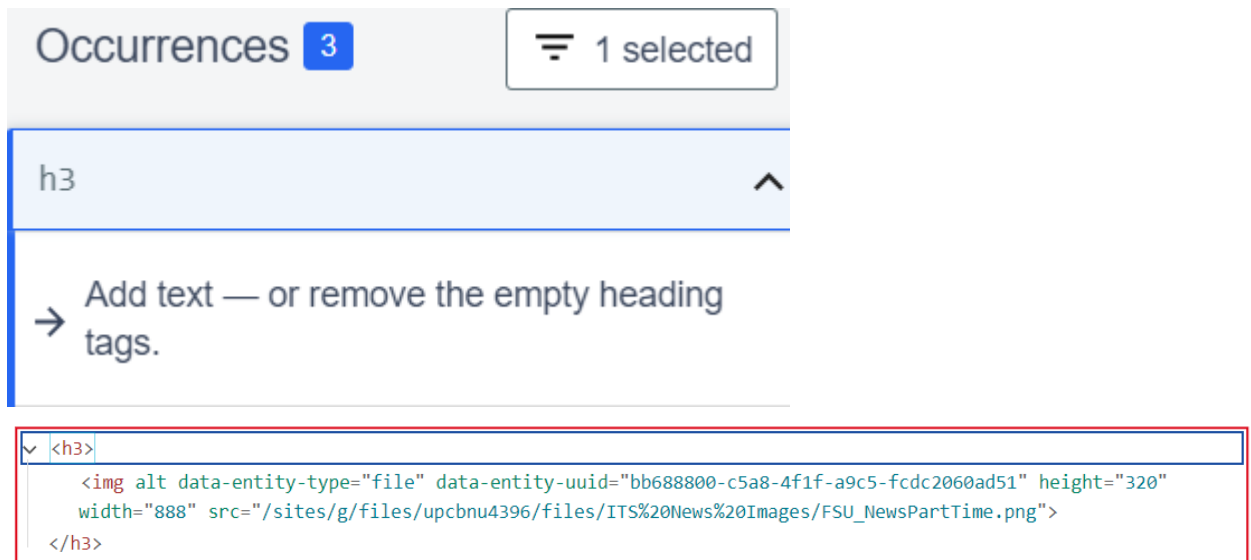 Occurrences 3
1 selected
h3
Add text — or remove the empty heading
tags.
<h3>
<img alt data-entity-type="file" data-entity-uuid="bb688800-c5a8-4f1f-a9c5-fcdc2060ad51" height="320"
width="888" src="/sites/g/files/upcbnu4396/files/ITS%20News%20Images/FSU_NewsPartTime.png">
</h3>